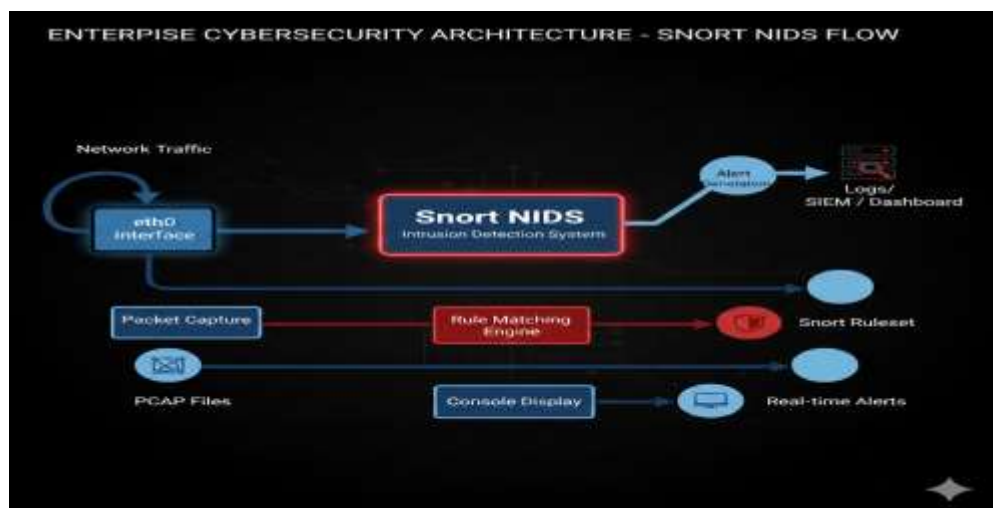 ENTERPISE CYBERSECURITY ARCHITECTURE - SNORT NIDS FLOW
Network Traffic
eth0
interface
Snort NIDS
Intrusion Detection System
Alert
Logs/
SIEM / Dashboard
Packet Capture
Rule Matching
Engine
Snort Ruleset
PCAP Files
Console Display
Real-time Alerts